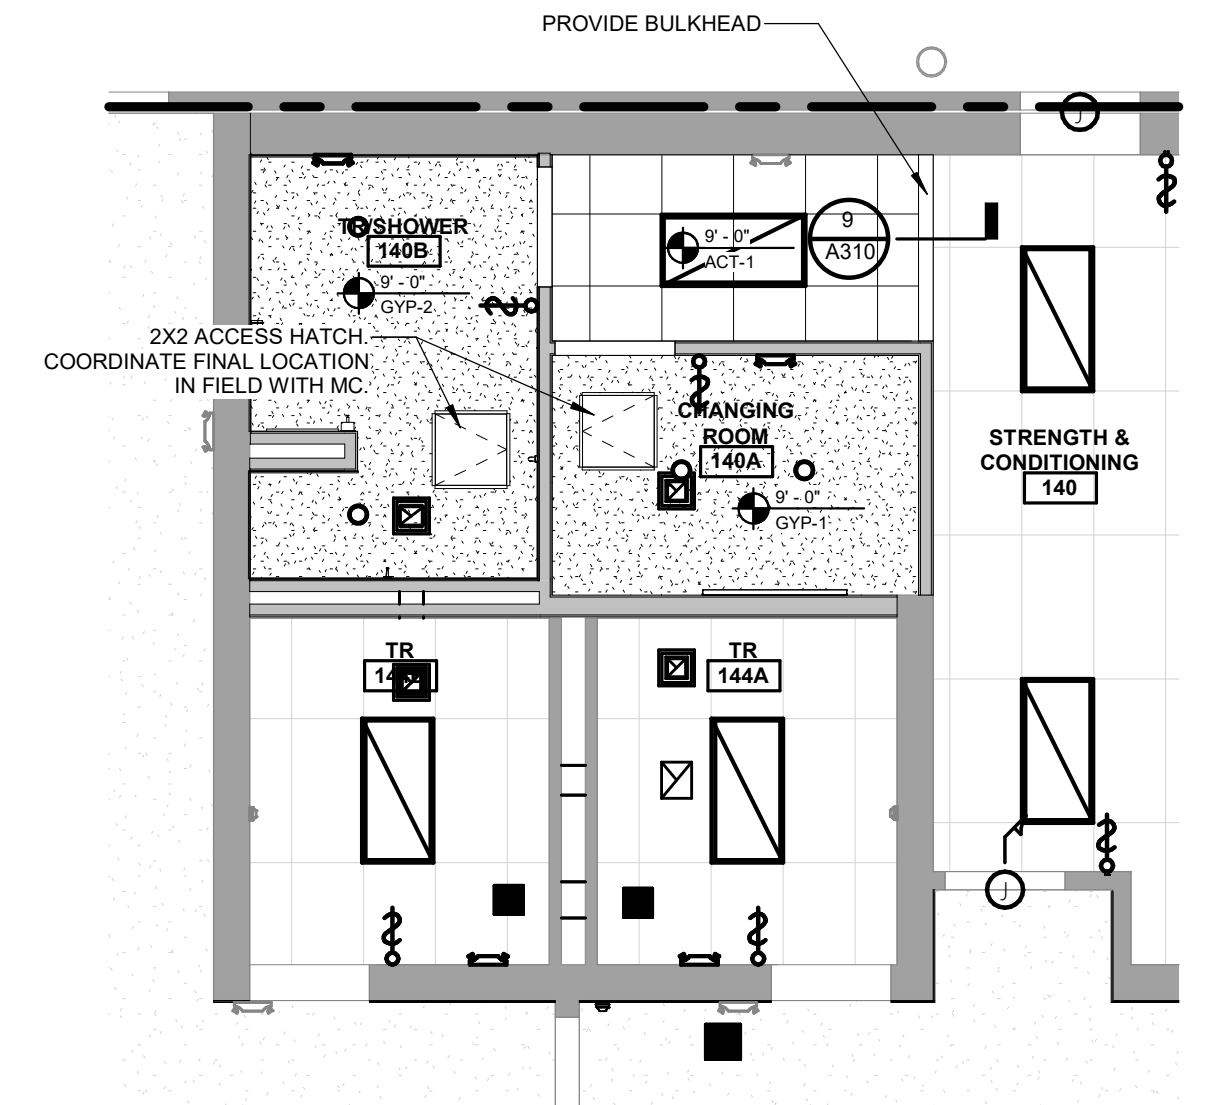 PROVIDE BULKHEAD
J
9
A310
9' - 0"
ACT-1
TR/SHOWER
140B
9' - 0"
GYP-2
2X2 ACCESS HATCH.
COORDINATE FINAL LOCATION
IN FIELD WITH MC.
CHANGING
ROOM
140A
9' - 0"
GYP-1
STRENGTH &
CONDITIONING
140
TR
TR
144A
J